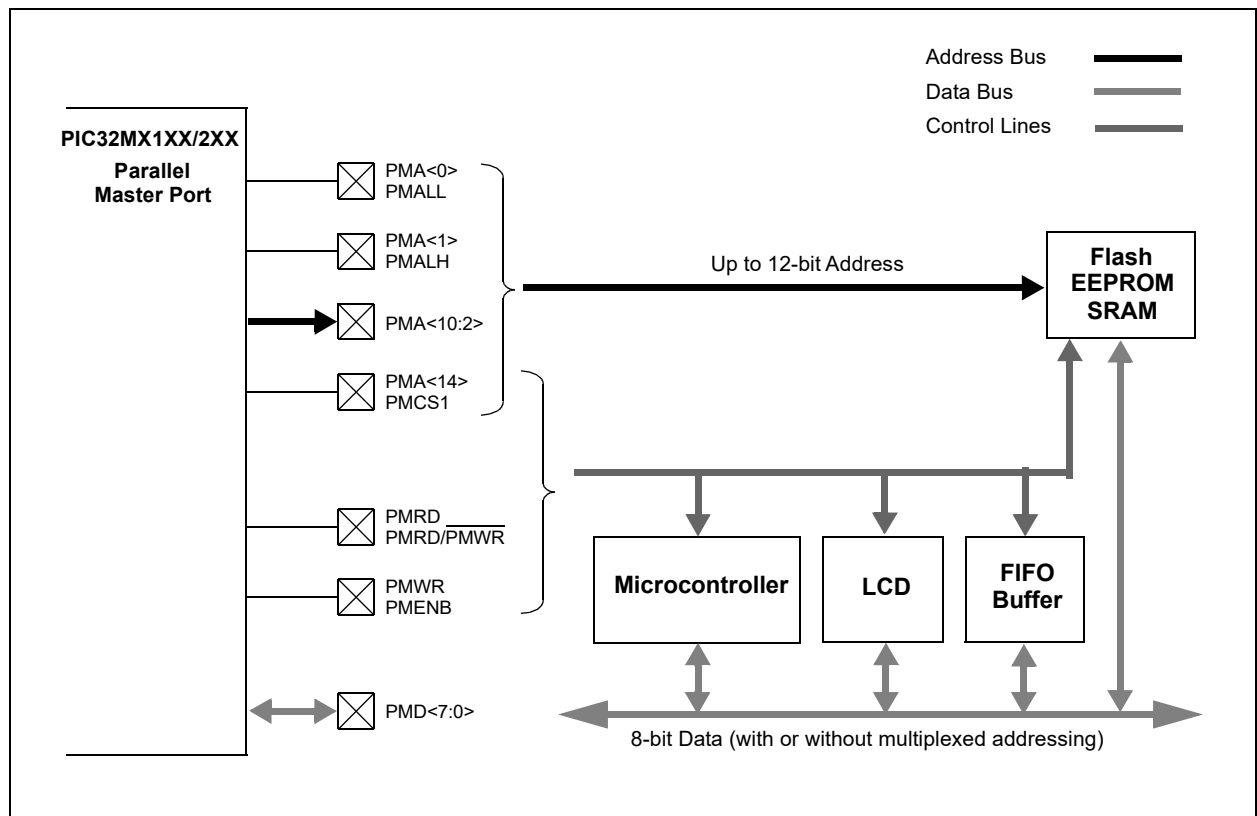 Address Bus
Data Bus
Control Lines
PIC32MX1XX/2XX
Parallel
Master Port
PMA<0>
PMALL
PMA<1>
PMALH
PMA<10:2>
PMA<14>
PMCS1
PMRD
PMRD/PMWR
PMWR
PMENB
PMD<7:0>
Up to 12-bit Address
Flash
EEPROM
SRAM
Microcontroller
LCD
FIFO
Buffer
8-bit Data (with or without multiplexed addressing)